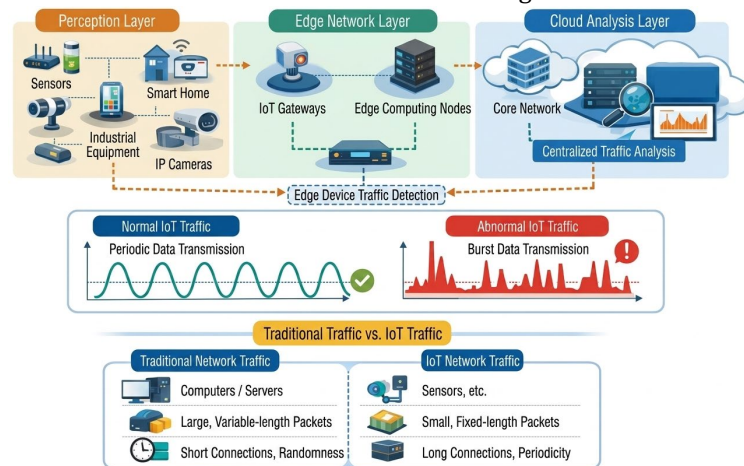 Perception Layer
Edge Network Layer
Cloud Analysis Layer
Sensors
Smart Home
Industrial
Equipment
IP Cameras
IoT Gateways
Edge Computing Nodes
Core Network
Centralized Traffic Analysis
Edge Device Traffic Detection
Normal IoT Traffic
Periodic Data Transmission
Abnormal IoT Traffic
Burst Data Transmission
!
Traditional Traffic vs. IoT Traffic
Traditional Network Traffic
Computers / Servers
Large, Variable-length Packets
Short Connections, Randomness
IoT Network Traffic
Sensors, etc.
Small, Fixed-length Packets
Long Connections, Periodicity